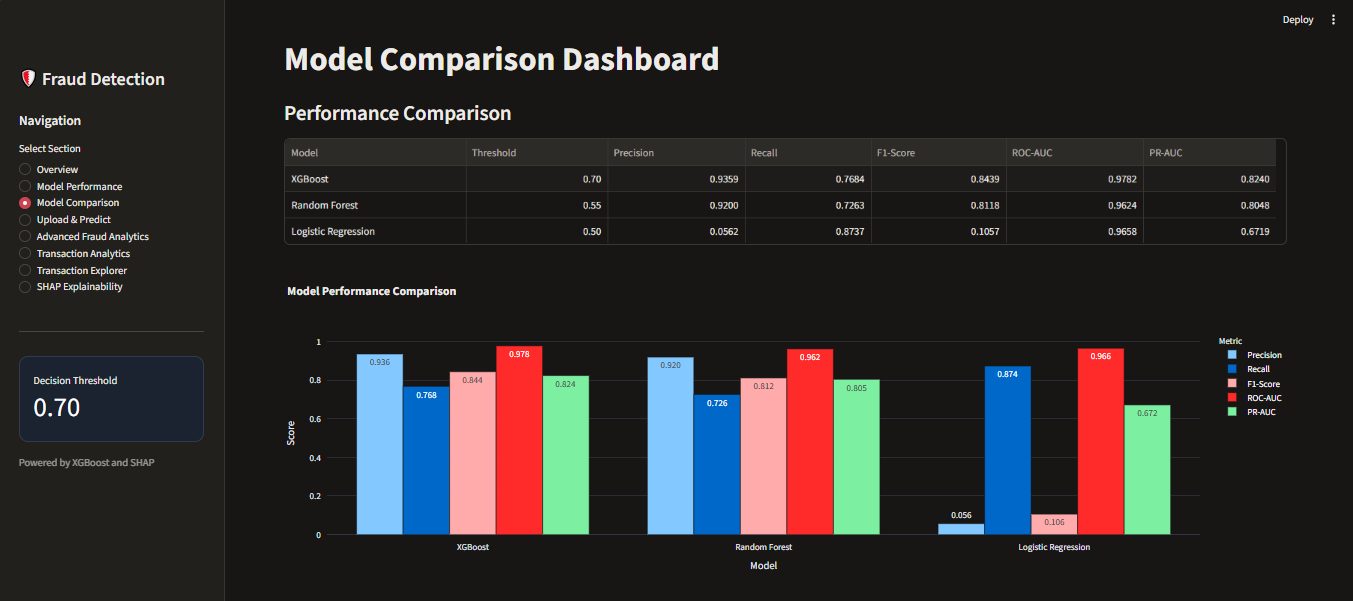 Deploy
Fraud Detection
Navigation
Select Section
Overview
Model Performance
Model Comparison
Upload & Predict
Advanced Fraud Analytics
Transaction Analytics
Transaction Explorer
SHAP Explainability
Decision Threshold
0.70
Powered by XGBoost and SHAP
Model Comparison Dashboard
Performance Comparison
Model Threshold Precision Recall F1-Score ROC-AUC PR-AUC
XGBoost 0.70 0.9359 0.7684 0.8439 0.9782 0.8240
Random Forest 0.55 0.9200 0.7263 0.8118 0.9624 0.8048
Logistic Regression 0.50 0.0562 0.8737 0.1057 0.9658 0.6719
Model Performance Comparison
Score
1
0.8
0.6
0.4
0.2
0
0.936 0.768 0.844 0.978 0.824
0.920 0.726 0.812 0.962 0.805
0.056 0.874 0.106 0.966 0.672
XGBoost Random Forest Logistic Regression
Model
Metric
Precision
Recall
F1-Score
ROC-AUC
PR-AUC